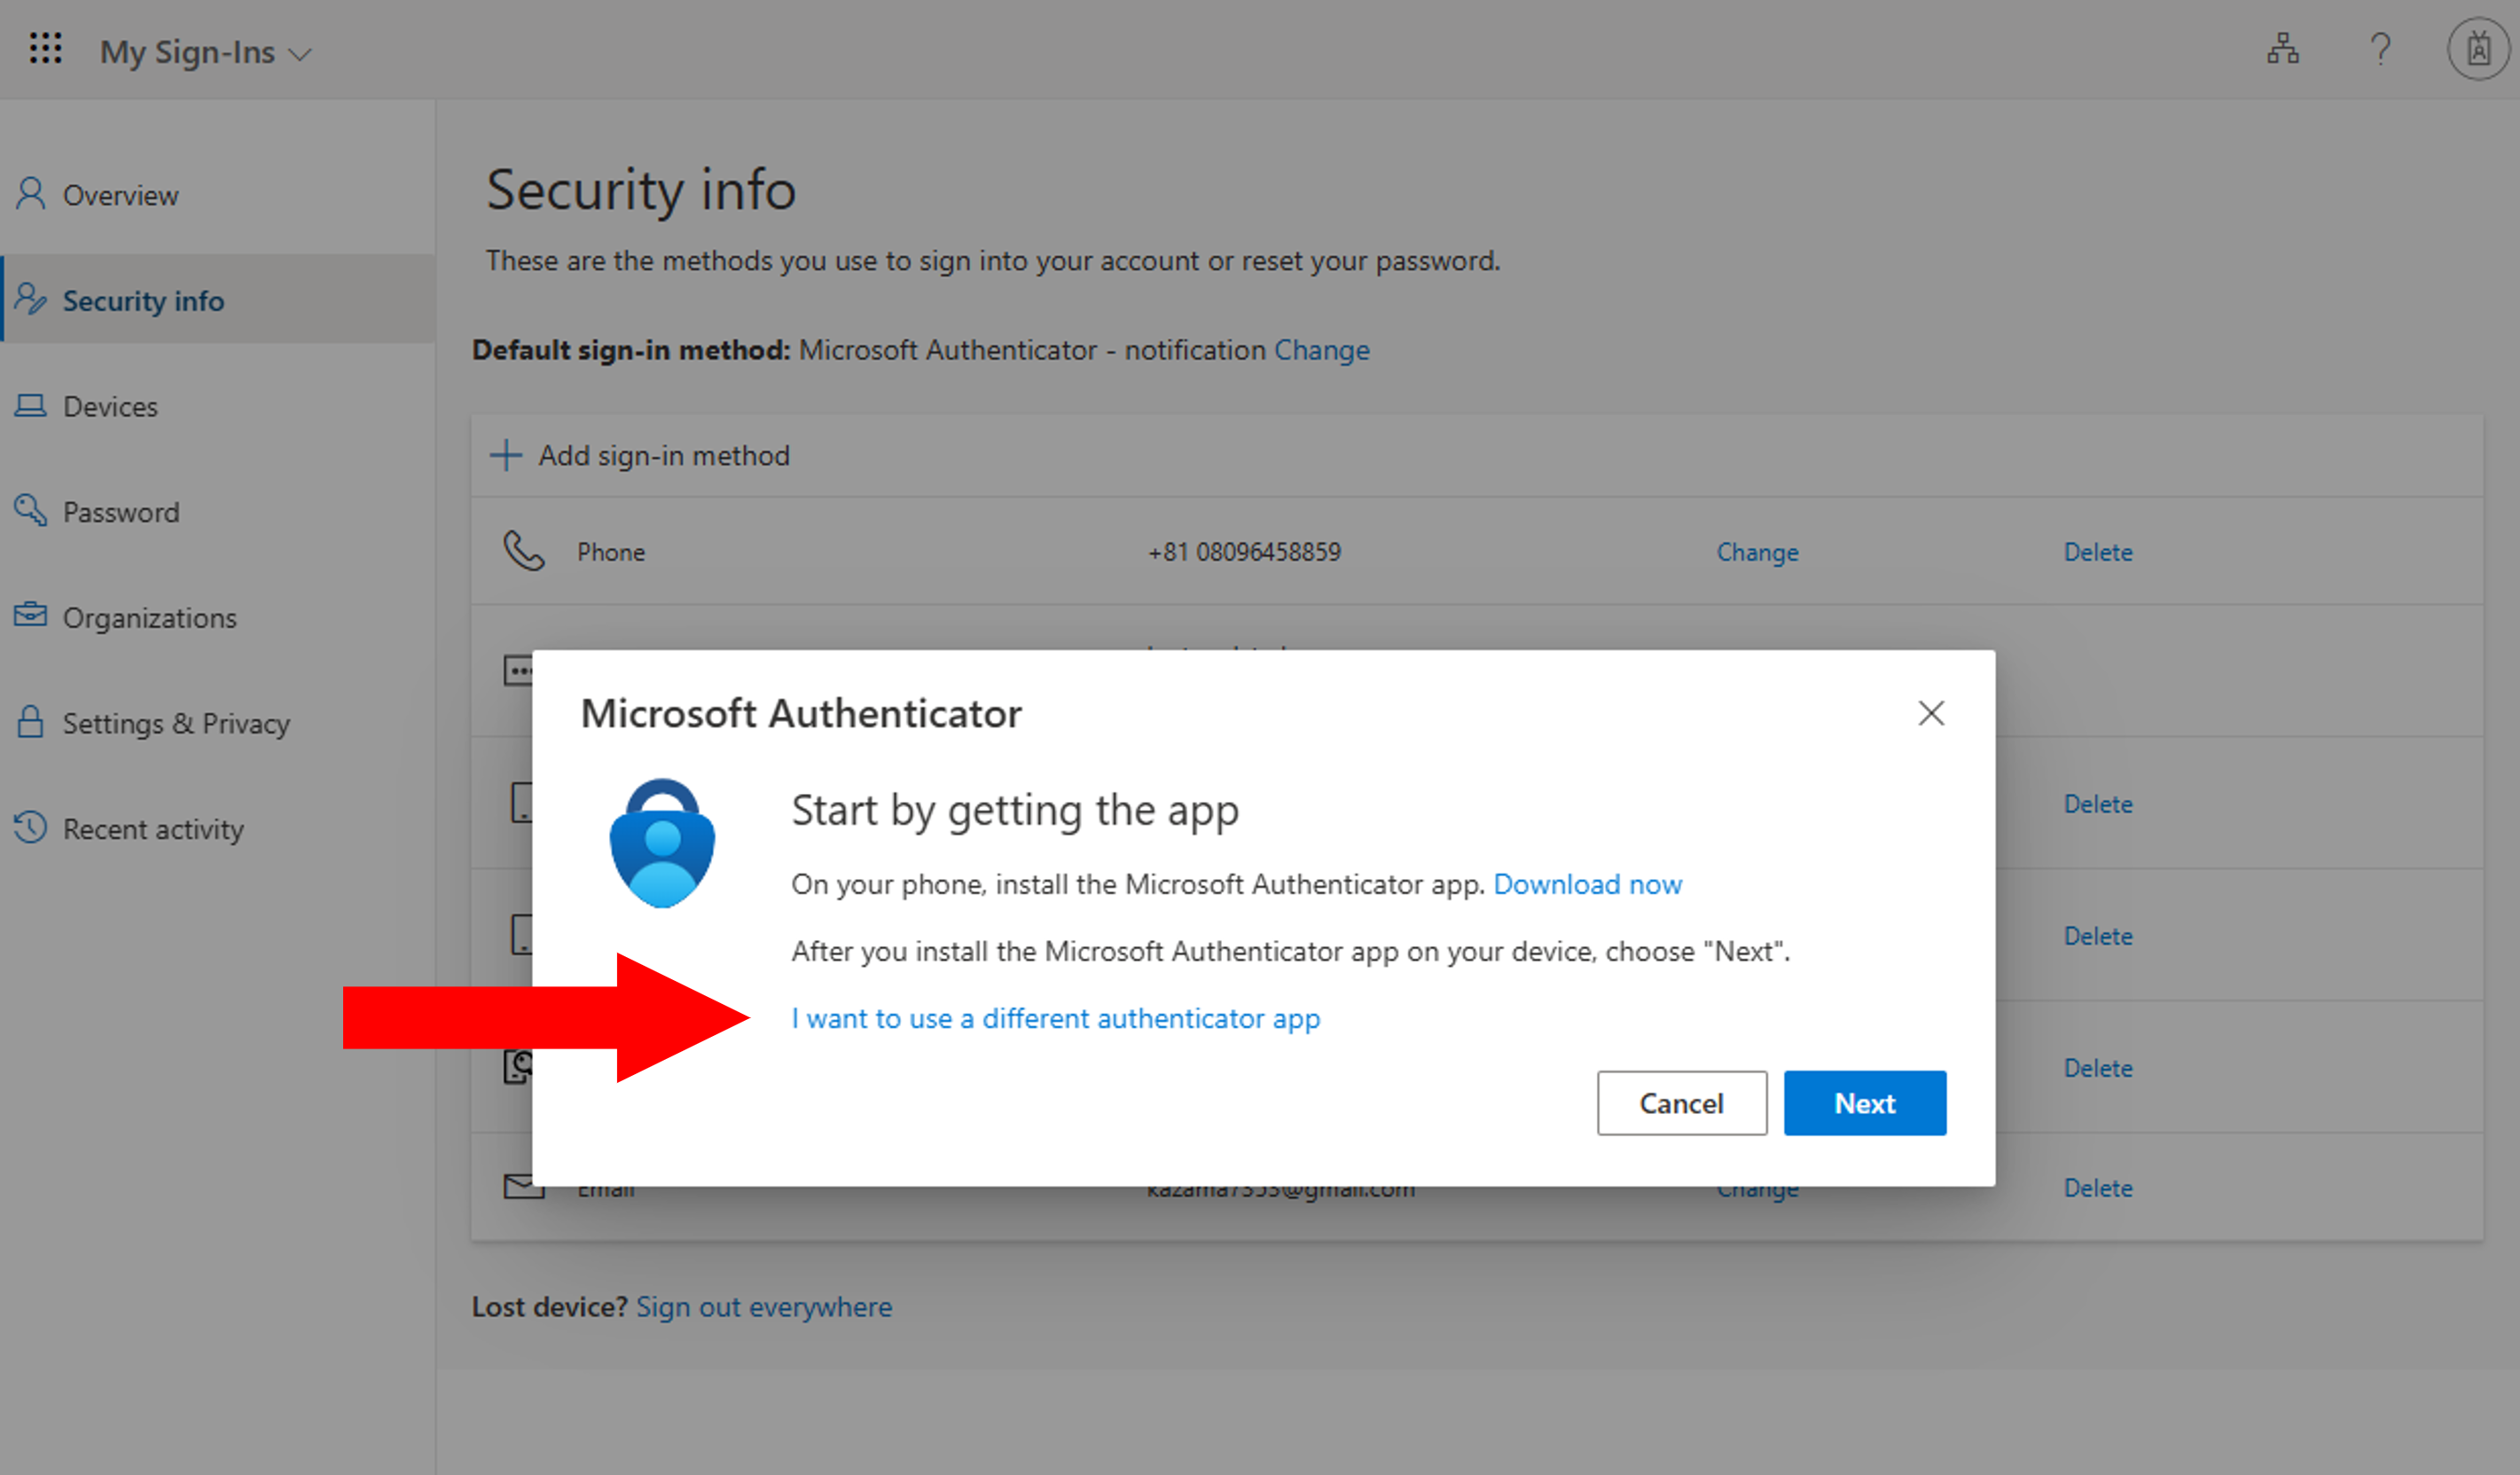 My Sign-Ins
Overview
Security info
Devices
Password
Organizations
Settings & Privacy
Recent activity
Security info
These are the methods you use to sign into your account or reset your password.
Default sign-in method: Microsoft Authenticator - notification Change
Add sign-in method
Phone +81 08096458859 Change Delete
Microsoft Authenticator
Start by getting the app
On your phone, install the Microsoft Authenticator app. Download now
After you install the Microsoft Authenticator app on your device, choose "Next".
I want to use a different authenticator app
Cancel Next
Delete
Delete
Delete
Email kazama7353@gmail.com Change Delete
Lost device? Sign out everywhere